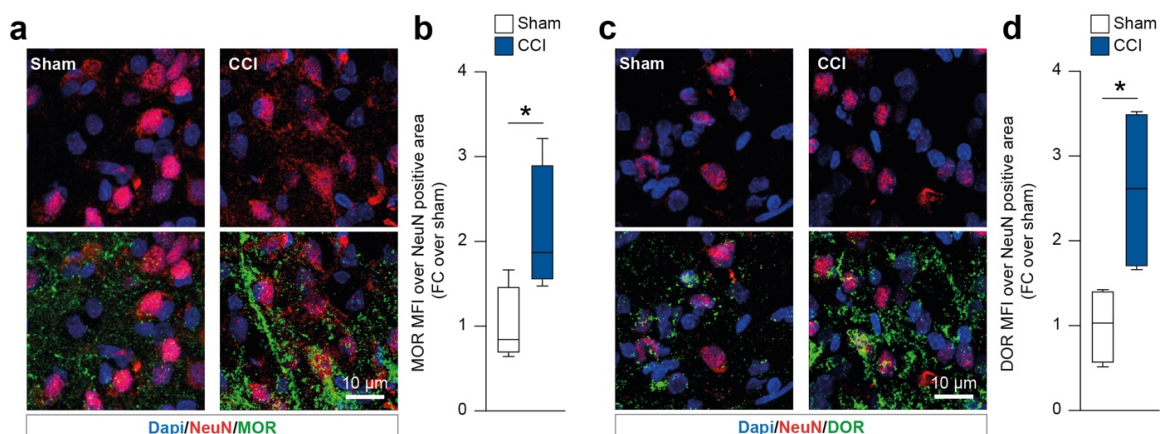 a
Sham
CCI
10 µm
Dapi/NeuN/MOR
b
Sham
CCI
MOR MFI over NeuN positive area
(FC over sham)
4
3
2
1
0
*
c
Sham
CCI
10 µm
Dapi/NeuN/DOR
d
Sham
CCI
DOR MFI over NeuN positive area
(FC over sham)
4
3
2
1
0
*